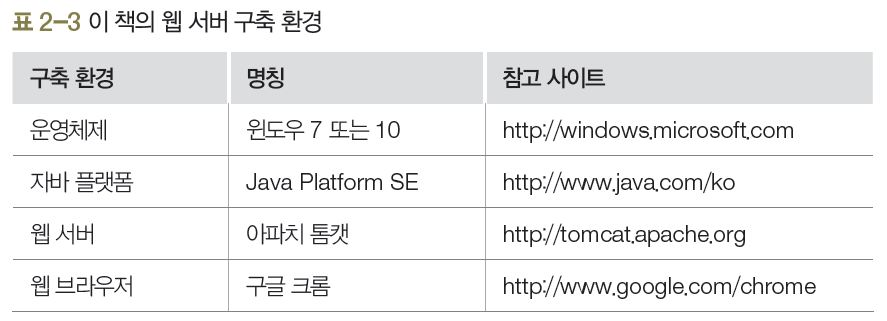 표 2-3 이 책의 웹 서버 구축 환경
구축 환경 명칭 참고 사이트
운영체제 윈도우 7 또는 10 http://windows.microsoft.com
자바 플랫폼 Java Platform SE http://www.java.com/ko
웹 서버 아파치 톰캣 http://tomcat.apache.org
웹 브라우저 구글 크롬 http://www.google.com/chrome